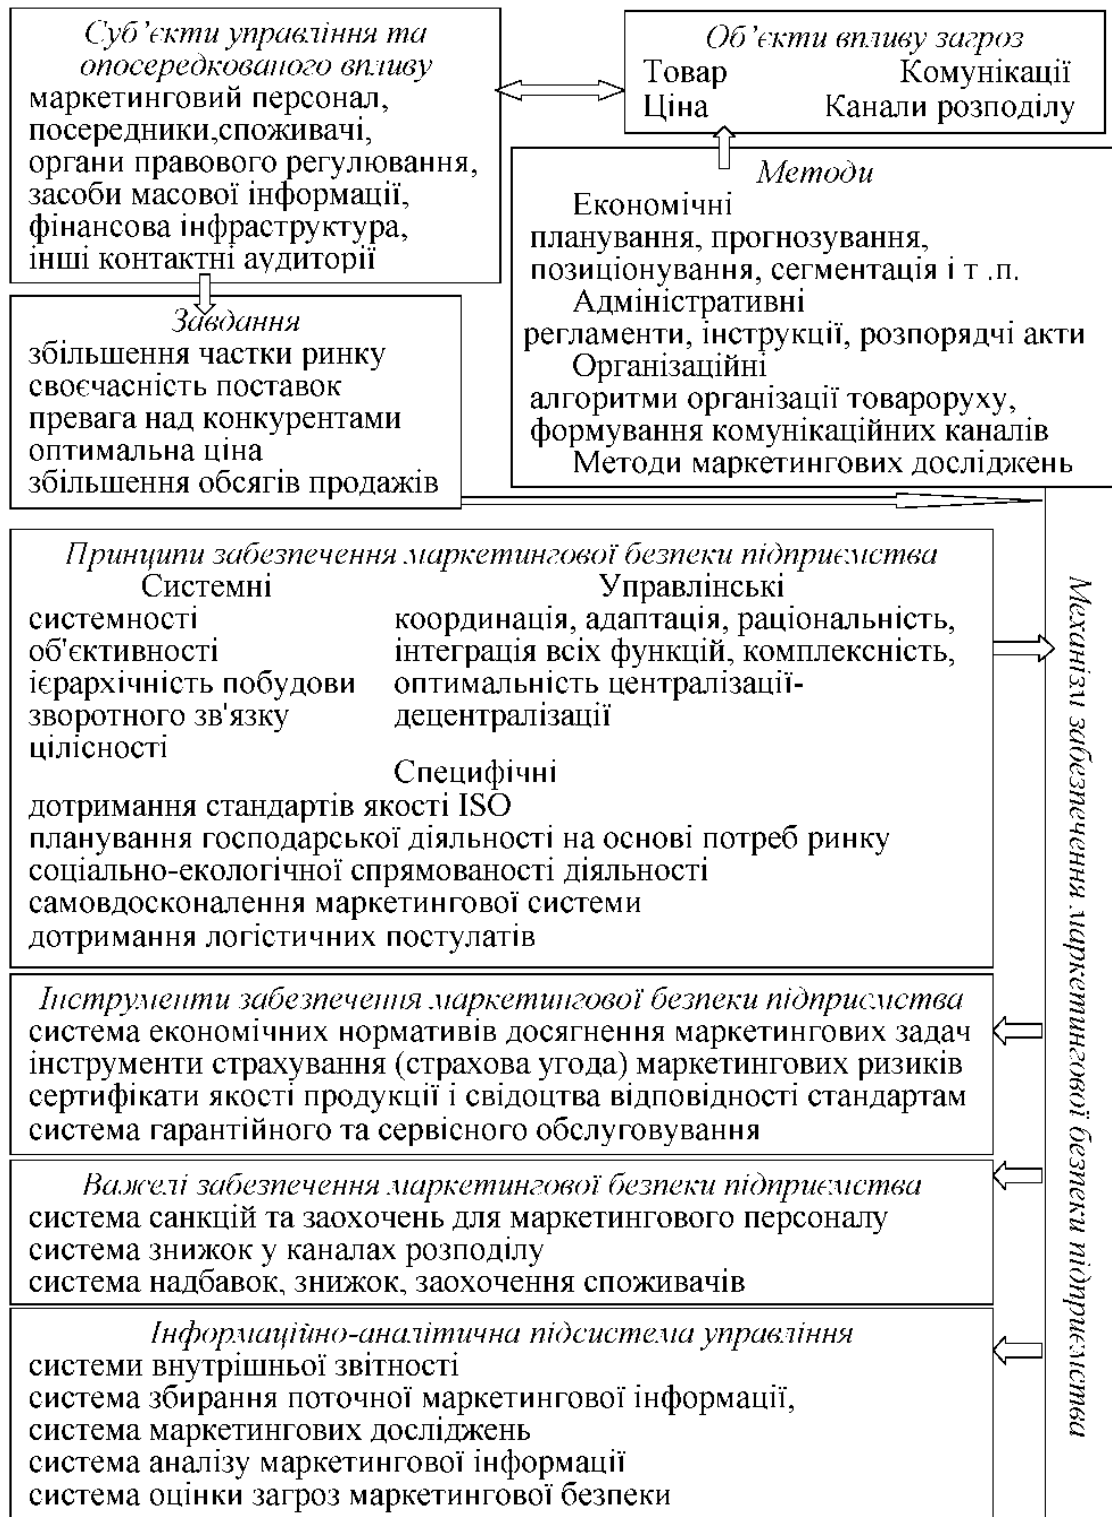 Суб’єкти управління та
опосередкованого впливу
маркетинговий персонал,
посередники,споживачі,
органи правового регулювання,
засоби масової інформації,
фінансова інфраструктура,
інші контактні аудиторії
Об’єкти впливу загроз
Товар Комунікації
Ціна Канали розподілу
Методи
Економічні
планування, прогнозування,
позиціонування, сегментація і т .п.
Адміністративні
регламенти, інструкції, розпорядчі акти
Організаційні
алгоритми організації товароруху,
формування комунікаційних каналів
Методи маркетингових досліджень
Завдання
збільшення частки ринку
своєчасність поставок
превага над конкурентами
оптимальна ціна
збільшення обсягів продажів
Принципи забезпечення маркетингової безпеки підприємства
Системні Управлінські
системності координація, адаптація, раціональність,
об'єктивності інтеграція всіх функцій, комплексність,
ієрархічність побудови оптимальність централізації-
зворотного зв'язку децентралізації
цілісності
Специфічні
дотримання стандартів якості ISO
планування господарської діяльності на основі потреб ринку
соціально-екологічної спрямованості діяльності
самовдосконалення маркетингової системи
дотримання логістичних постулатів
Інструменти забезпечення маркетингової безпеки підприємства
система економічних нормативів досягнення маркетингових задач
інструменти страхування (страхова угода) маркетингових ризиків
сертифікати якості продукції і свідоцтва відповідності стандартам
система гарантійного та сервісного обслуговування
Важелі забезпечення маркетингової безпеки підприємства
система санкцій та заохочень для маркетингового персоналу
система знижок у каналах розподілу
система надбавок, знижок, заохочення споживачів
Інформаційно-аналітична підсистема управління
системи внутрішньої звітності
система збирання поточної маркетингової інформації,
система маркетингових досліджень
система аналізу маркетингової інформації
система оцінки загроз маркетингової безпеки
Механізм забезпечення маркетингової безпеки підприємства